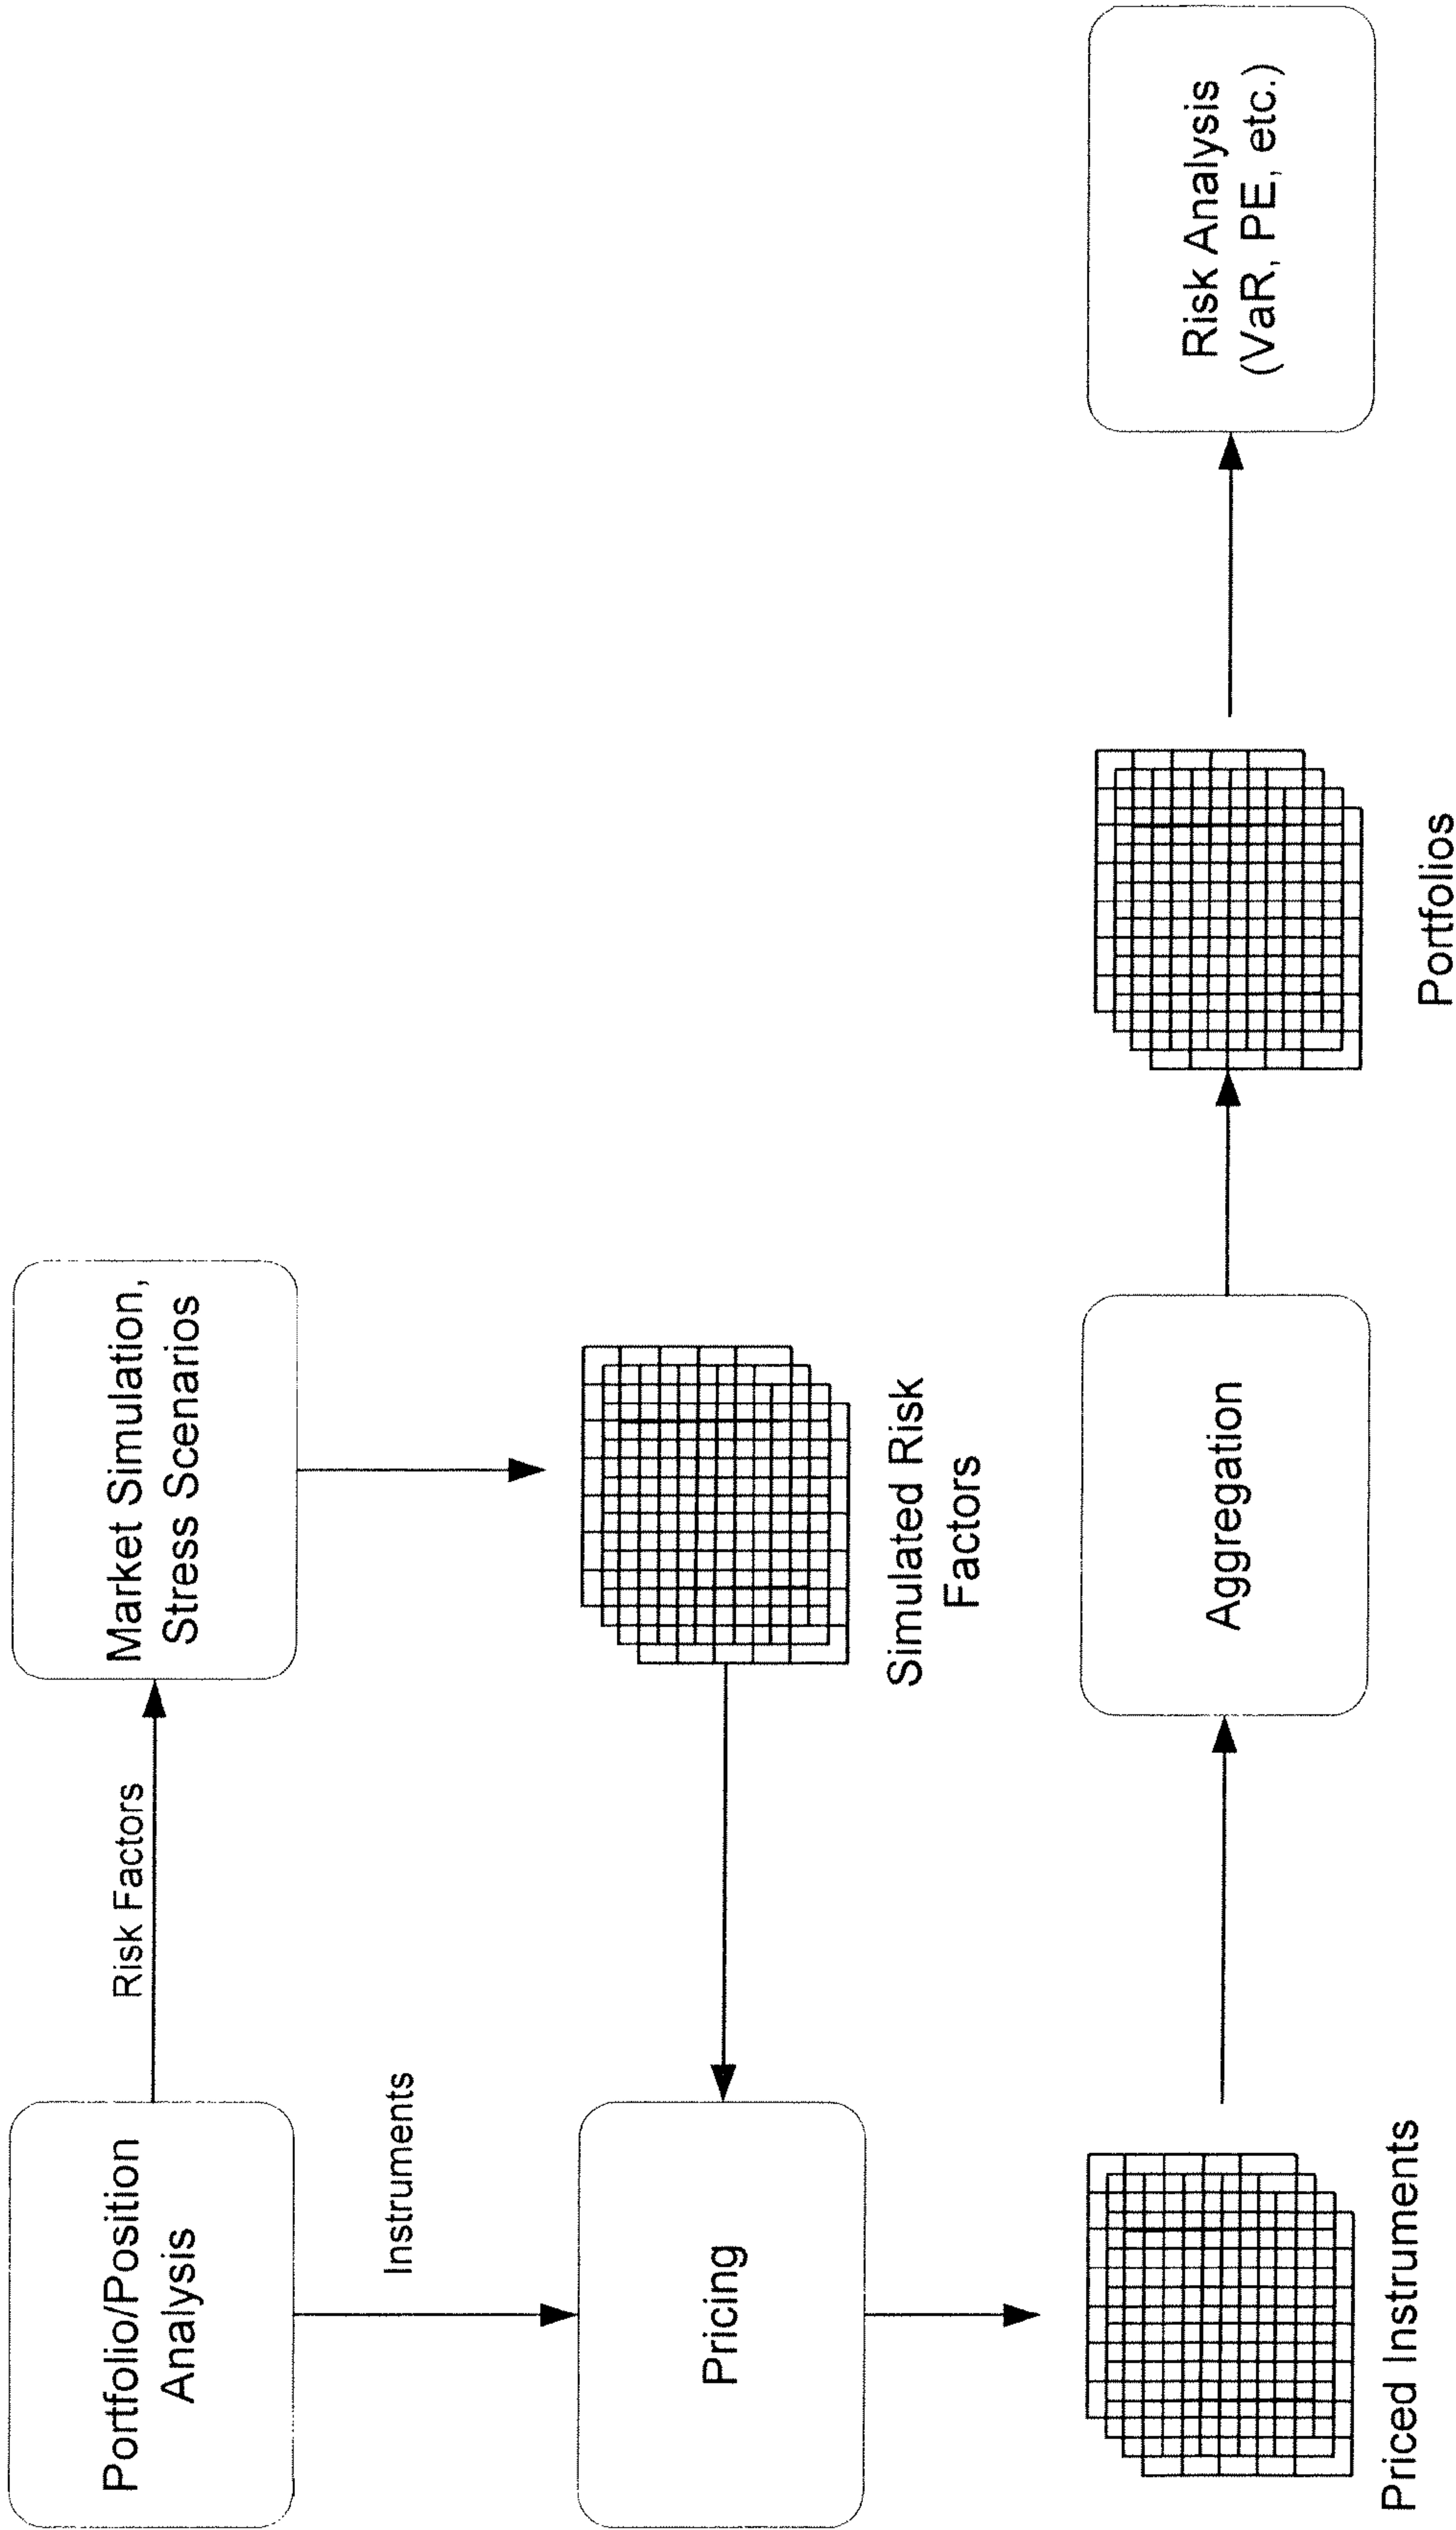 Portfolio/Position
Analysis
Risk Factors
Market Simulation,
Stress Scenarios
Instruments
Pricing
Simulated Risk
Factors
Priced Instruments
Aggregation
Portfolios
Risk Analysis
(VaR, PE, etc.)